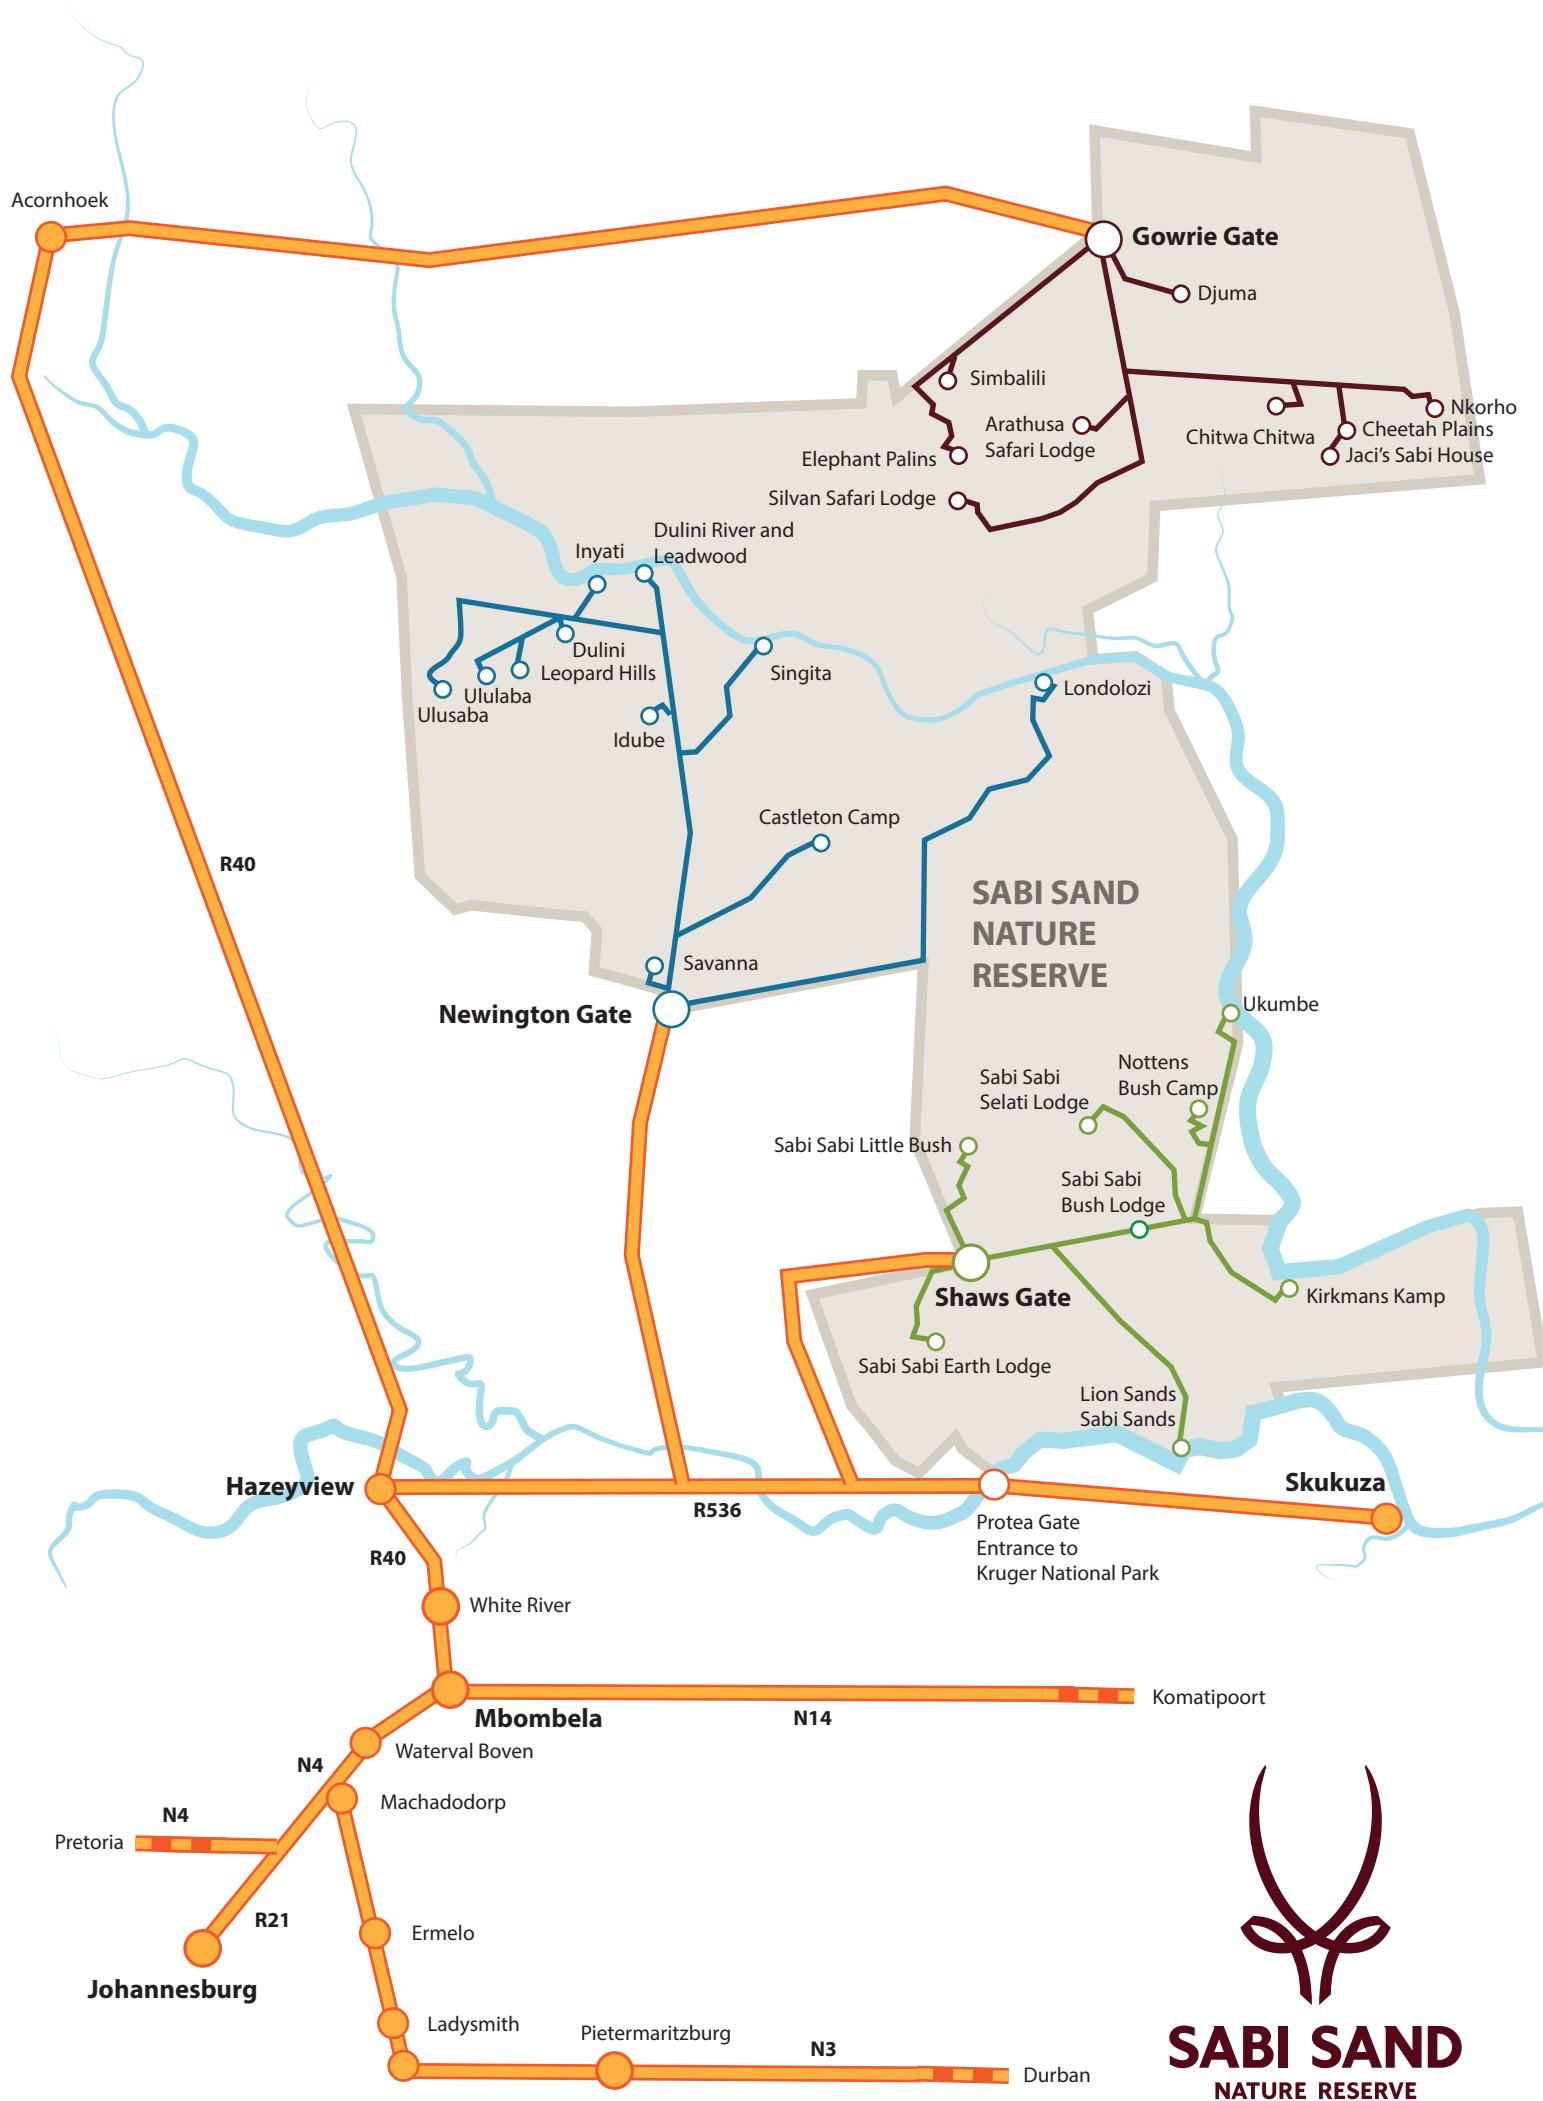 Acornhoek
Gowrie Gate
Djuma
Simbalili
Arathusa
Safari Lodge
Nkorho
Cheetah Plains
Chitwa Chitwa
Jaci's Sabi House
Elephant Palins
Silvan Safari Lodge
Dulini River and
Leadwood
Inyati
Dulini
Leopard Hills
Ululaba
Ulusaba
Singita
Londolozi
Idube
Castleton Camp
R40
SABI SAND
NATURE
RESERVE
Savanna
Newington Gate
Ukumbe
Nottens
Bush Camp
Sabi Sabi
Selati Lodge
Sabi Sabi Little Bush
Sabi Sabi
Bush Lodge
Shaws Gate
Kirkmans Kamp
Sabi Sabi Earth Lodge
Lion Sands
Sabi Sands
Hazeyview
Skukuza
R536
Protea Gate
Entrance to
Kruger National Park
R40
White River
Mbombela
N14
Komatipoort
Waterval Boven
N4
Machadodorp
N4
Pretoria
R21
Johannesburg
Ermelo
Ladysmith
Pietermaritzburg
N3
Durban
SABI SAND
NATURE RESERVE